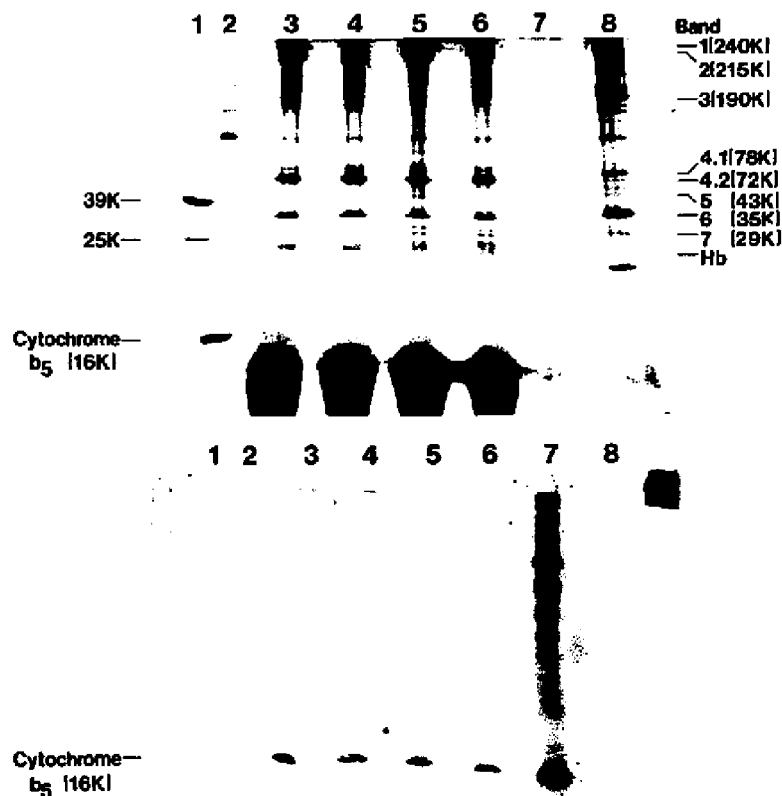 1 2 3 4 5 6 7 8 Band
1(240K)
2(215K)
3(190K)
4.1(78K)
4.2(72K)
39K 5 (43K)
6 (35K)
25K 7 (29K)
Hb
Cytochrome
b5 (16K)
1 2 3 4 5 6 7 8
Cytochrome
b5 (16K)